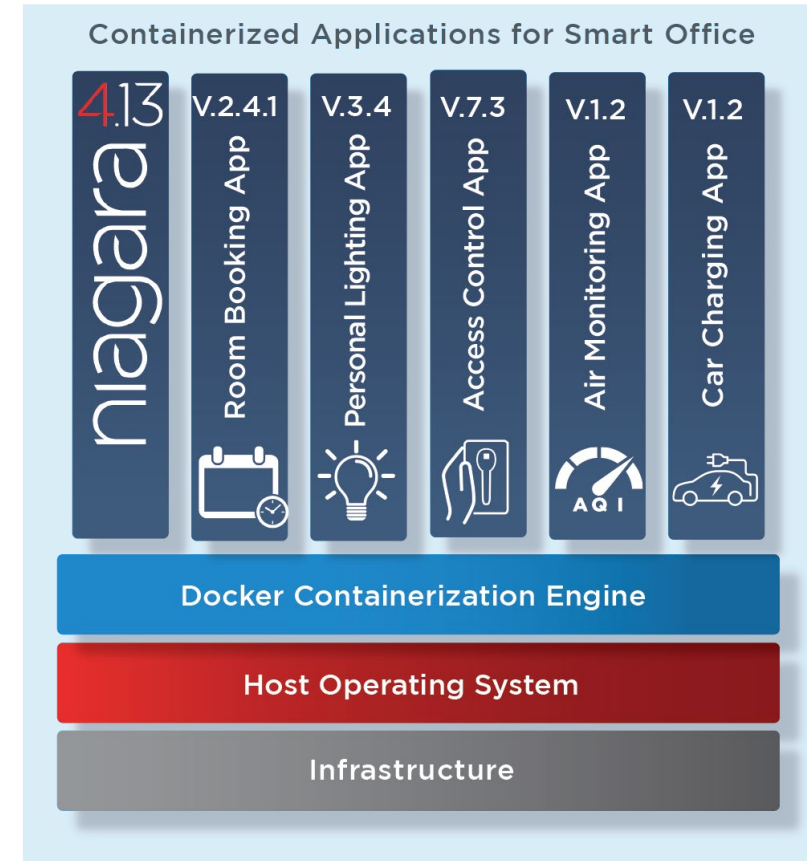 Containerized Applications for Smart Office
4.13
niagara
V.2.4.1
Room Booking App
V.3.4
Personal Lighting App
V.7.3
Access Control App
V.1.2
Air Monitoring App
AQI
V.1.2
Car Charging App
Docker Containerization Engine
Host Operating System
Infrastructure